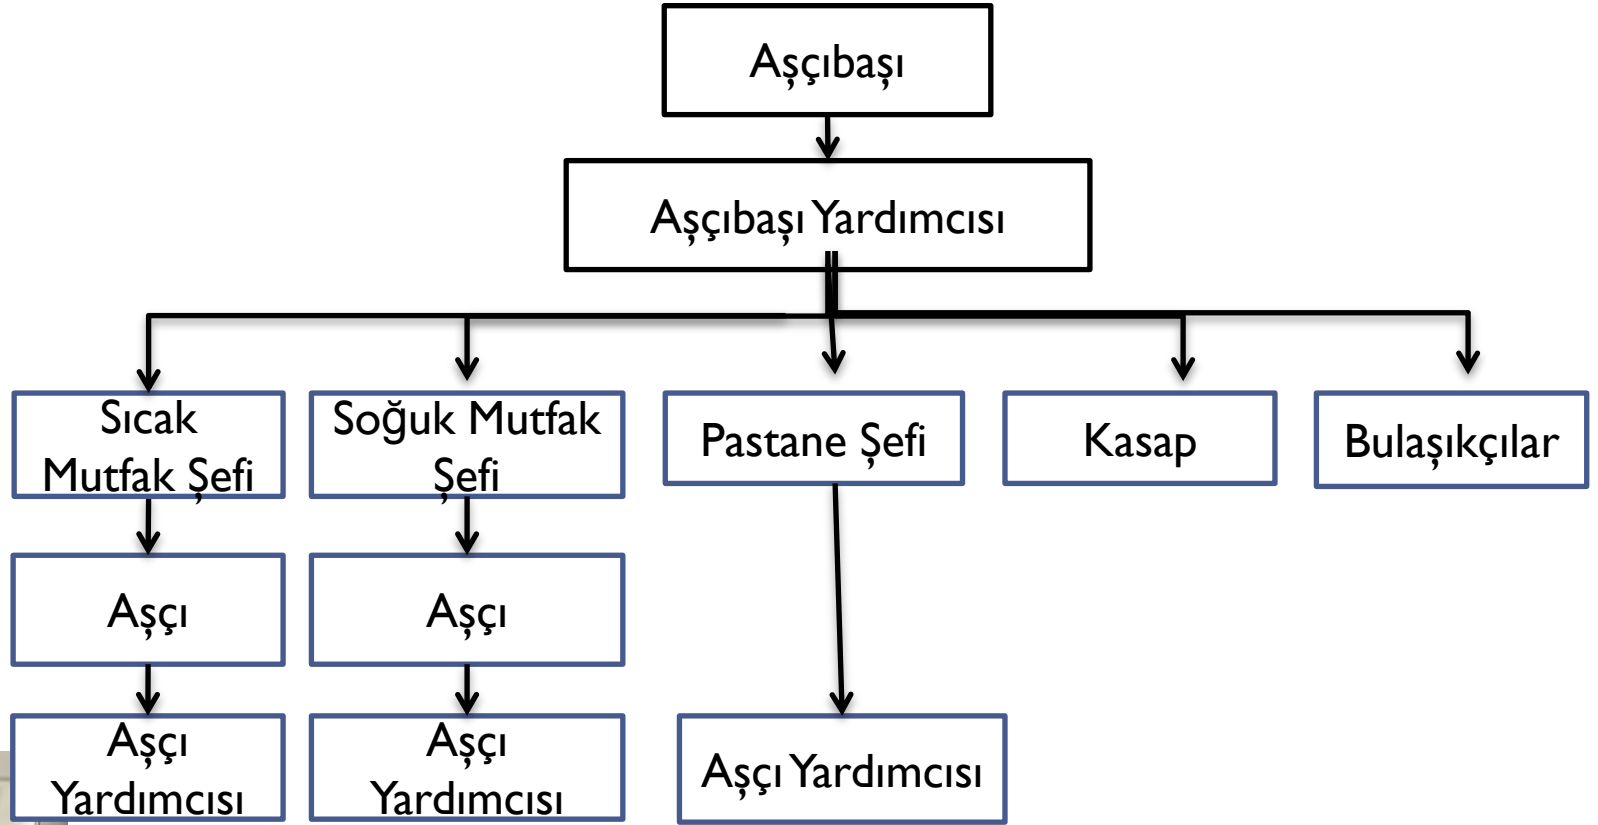 Aşçıbaşı
Aşçıbaşı Yardımcısı
Sıcak
Mutfak Şefi
Soğuk Mutfak
Şefi
Pastane Şefi
Kasap
Bulaşıkçılar
Aşçı
Aşçı
Aşçı
Yardımcısı
Aşçı
Yardımcısı
Aşçı Yardımcısı